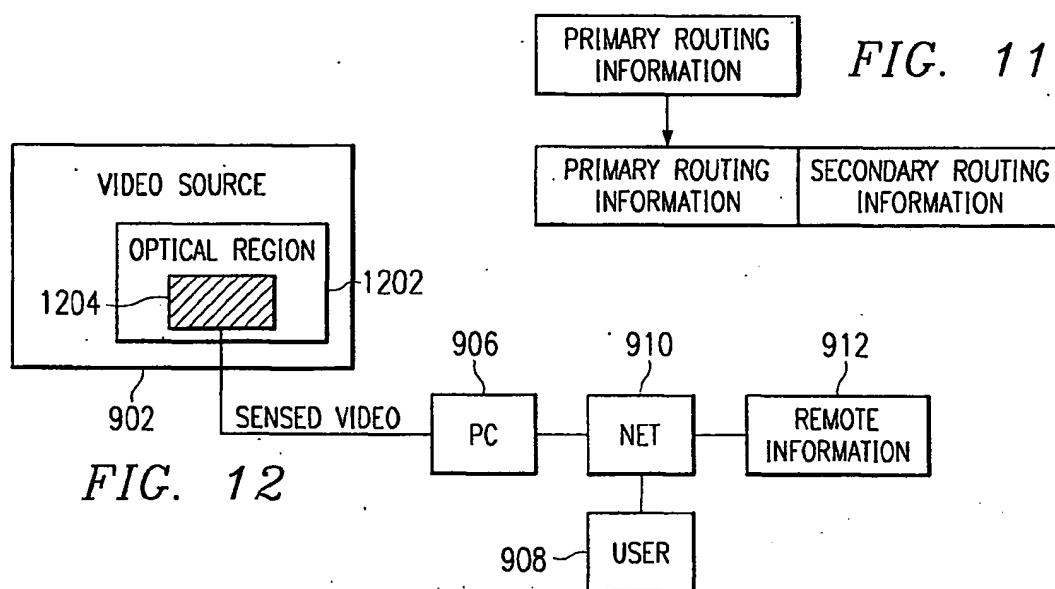 PRIMARY ROUTING
INFORMATION
FIG. 11
PRIMARY ROUTING
INFORMATION
SECONDARY ROUTING
INFORMATION
VIDEO SOURCE
OPTICAL REGION
1204
1202
902
SENSED VIDEO
906
PC
910
NET
912
REMOTE
INFORMATION
908
USER
FIG. 12